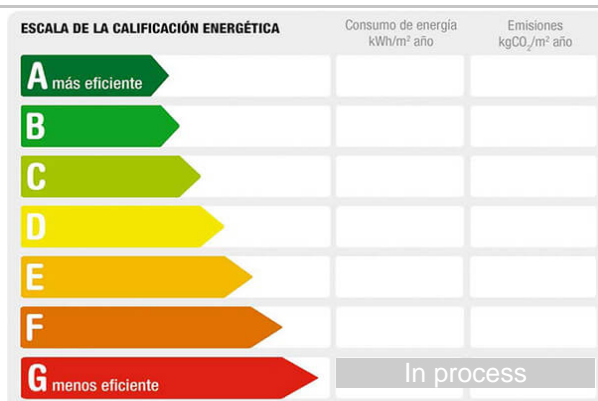 ESCALA DE LA CALIFICACIÓN ENERGÉTICA
Consumo de energía
kWh/m² año
Emisiones
kgCO₂/m² año
A más eficiente
B
C
D
E
F
G menos eficiente
In process